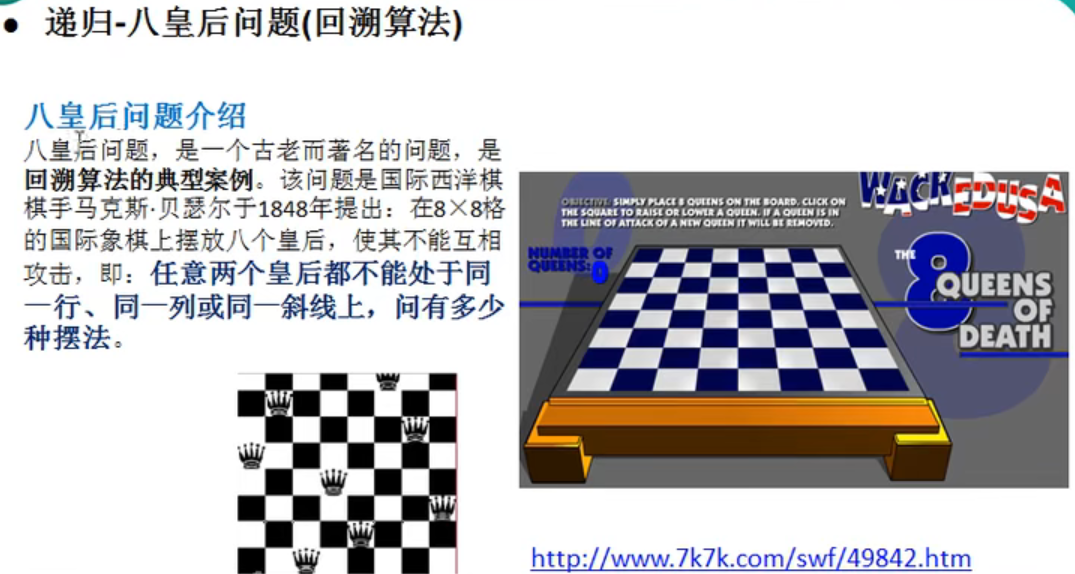 ● 递归-八皇后问题(回溯算法)
八皇后问题介绍
八皇后问题，是一个古老而著名的问题，是
回溯算法的典型案例。该问题是国际西洋棋
棋手马克斯·贝瑟尔于1848年提出：在8×8格
的国际象棋上摆放八个皇后，使其不能互相
攻击，即：任意两个皇后都不能处于同
一行、同一列或同一斜线上，问有多少
种摆法。
WACKEDUSA
OBJECTIVE: SIMPLY PLACE 8 QUEENS ON THE BOARD. CLICK ON
THE SQUARE TO RAISE OR LOWER A QUEEN. IF A QUEEN IS IN
THE LINE OF ATTACK OF A NEW QUEEN IT WILL BE REMOVED.
NUMBER OF
QUEENS: 0
THE 8
QUEENS
OF
DEATH
http://www.7k7k.com/swf/49842.htm